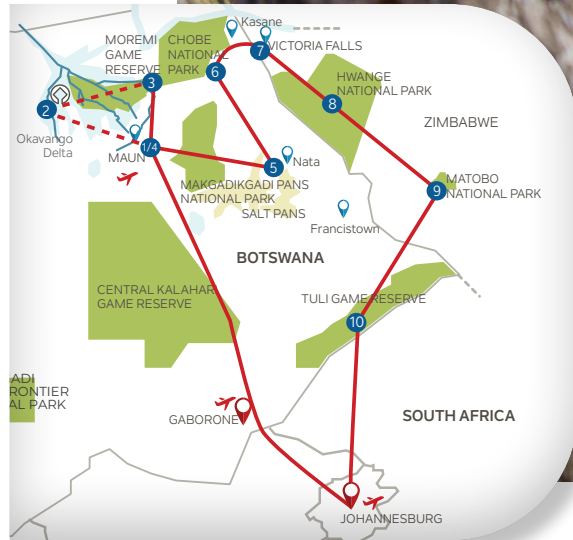 Kasane
MOREMI
GAME
RESERVE
CHOBE
NATIONAL
PARK
7
VICTORIA FALLS
6
3
HWANGE
NATIONAL PARK
2
8
ZIMBABWE
Okavango
Delta
MAUN
1/4
Nata
5
MAKGADIKGADI PANS
NATIONAL PARK
SALT PANS
MATOBO
NATIONAL PARK
9
Francistown
BOTSWANA
CENTRAL KALAHARI
GAME RESERVE
TULI GAME RESERVE
10
ADI
RONTIER
AL PARK
GABORONE
SOUTH AFRICA
JOHANNESBURG